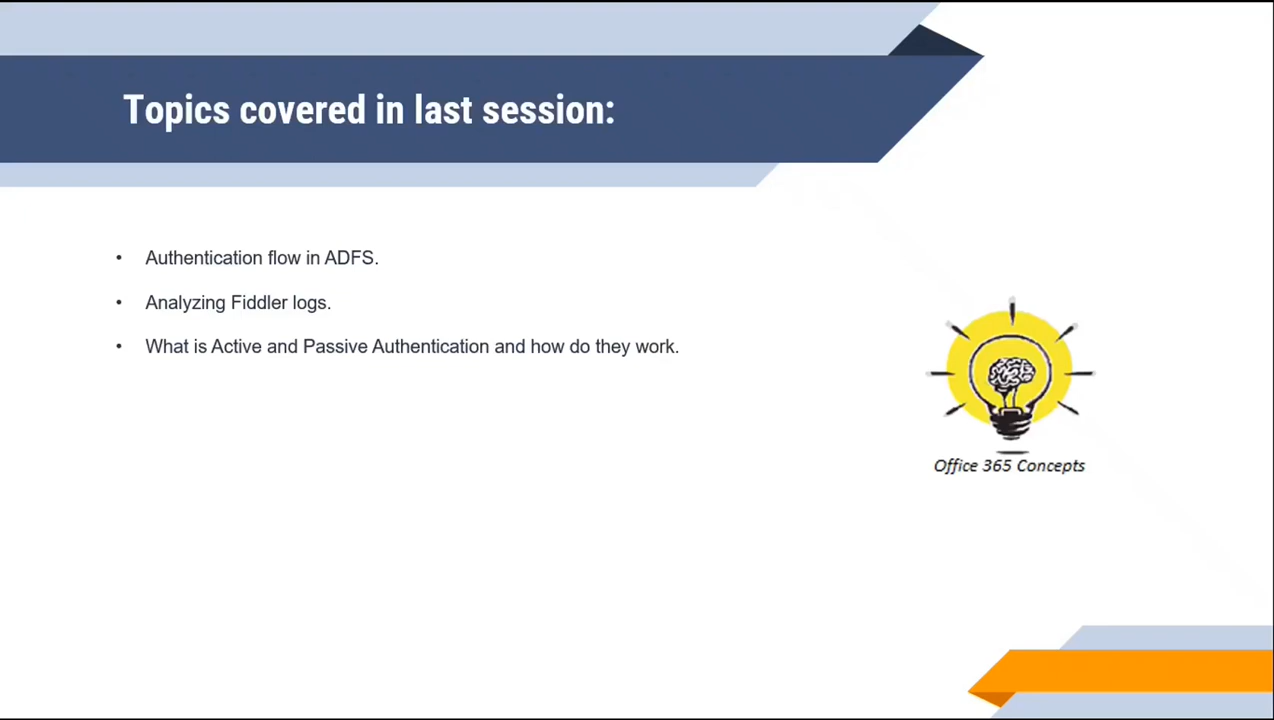 Topics covered in last session:
• Authentication flow in ADFS.
• Analyzing Fiddler logs.
• What is Active and Passive Authentication and how do they work.
Office 365 Concepts